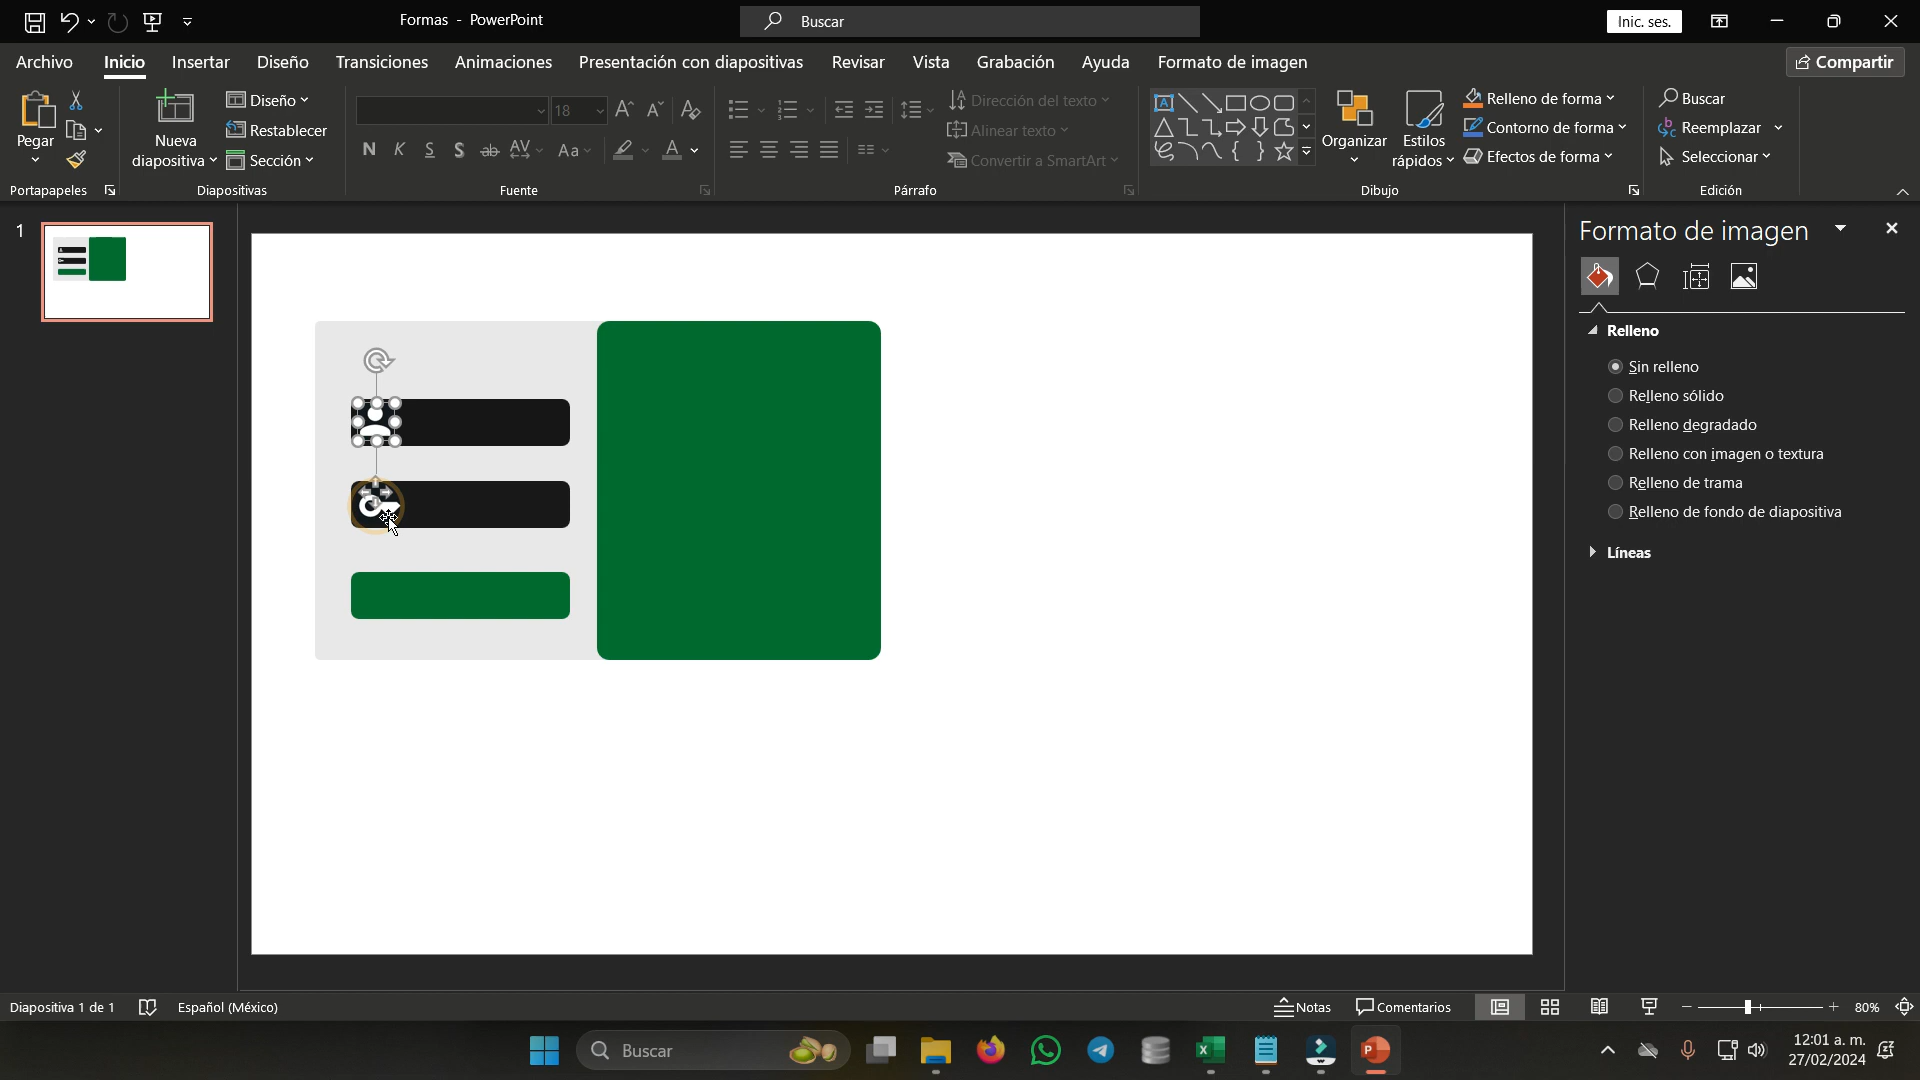 Formas - PowerPoint
Buscar
Inic. ses.
Archivo Inicio Insertar Diseño Transiciones Animaciones Presentación con diapositivas Revisar Vista Grabación Ayuda Formato de imagen Compartir
Pegar
Portapapeles
Nueva diapositiva
Diseño
Restablecer
Sección
Diapositivas
18
N K S S ab AV Aa A
Fuente
Dirección del texto
Alinear texto
Convertir a SmartArt
Párrafo
Organizar
Estilos rápidos
Relleno de forma
Contorno de forma
Efectos de forma
Dibujo
Buscar
Reemplazar
Seleccionar
Edición
1
Formato de imagen
Relleno
Sin relleno
Relleno sólido
Relleno degradado
Relleno con imagen o textura
Relleno de trama
Relleno de fondo de diapositiva
Líneas
Diapositiva 1 de 1 Español (México) Notas Comentarios 80%
Buscar
12:01 a. m.
27/02/2024